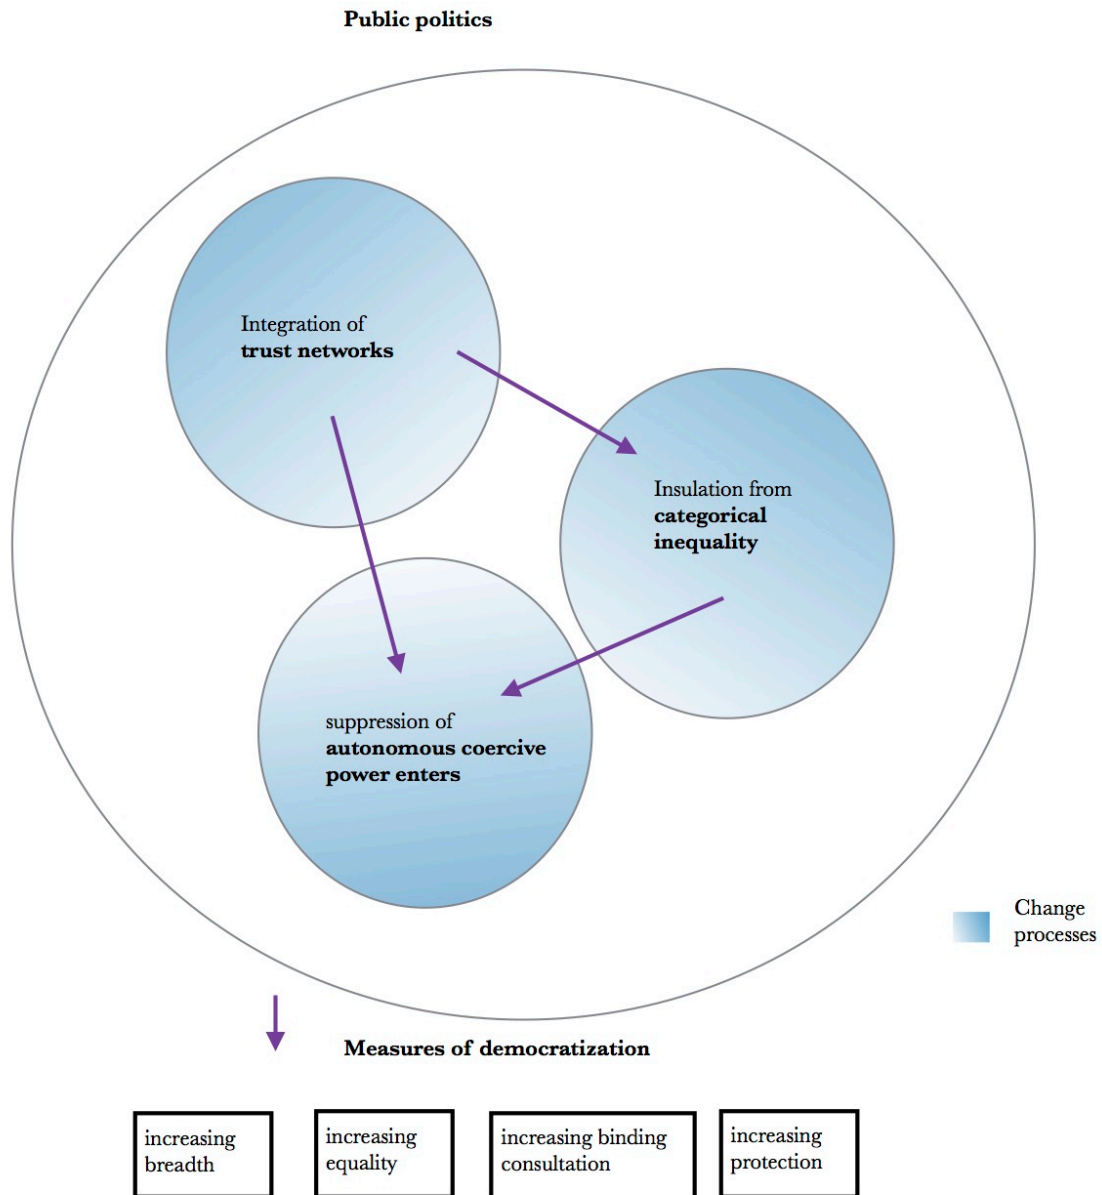 Public politics
Integration of
trust networks
Insulation from
categorical
inequality
suppression of
autonomous coercive
power enters
Change
processes
Measures of democratization
increasing
breadth
increasing
equality
increasing binding
consultation
increasing
protection